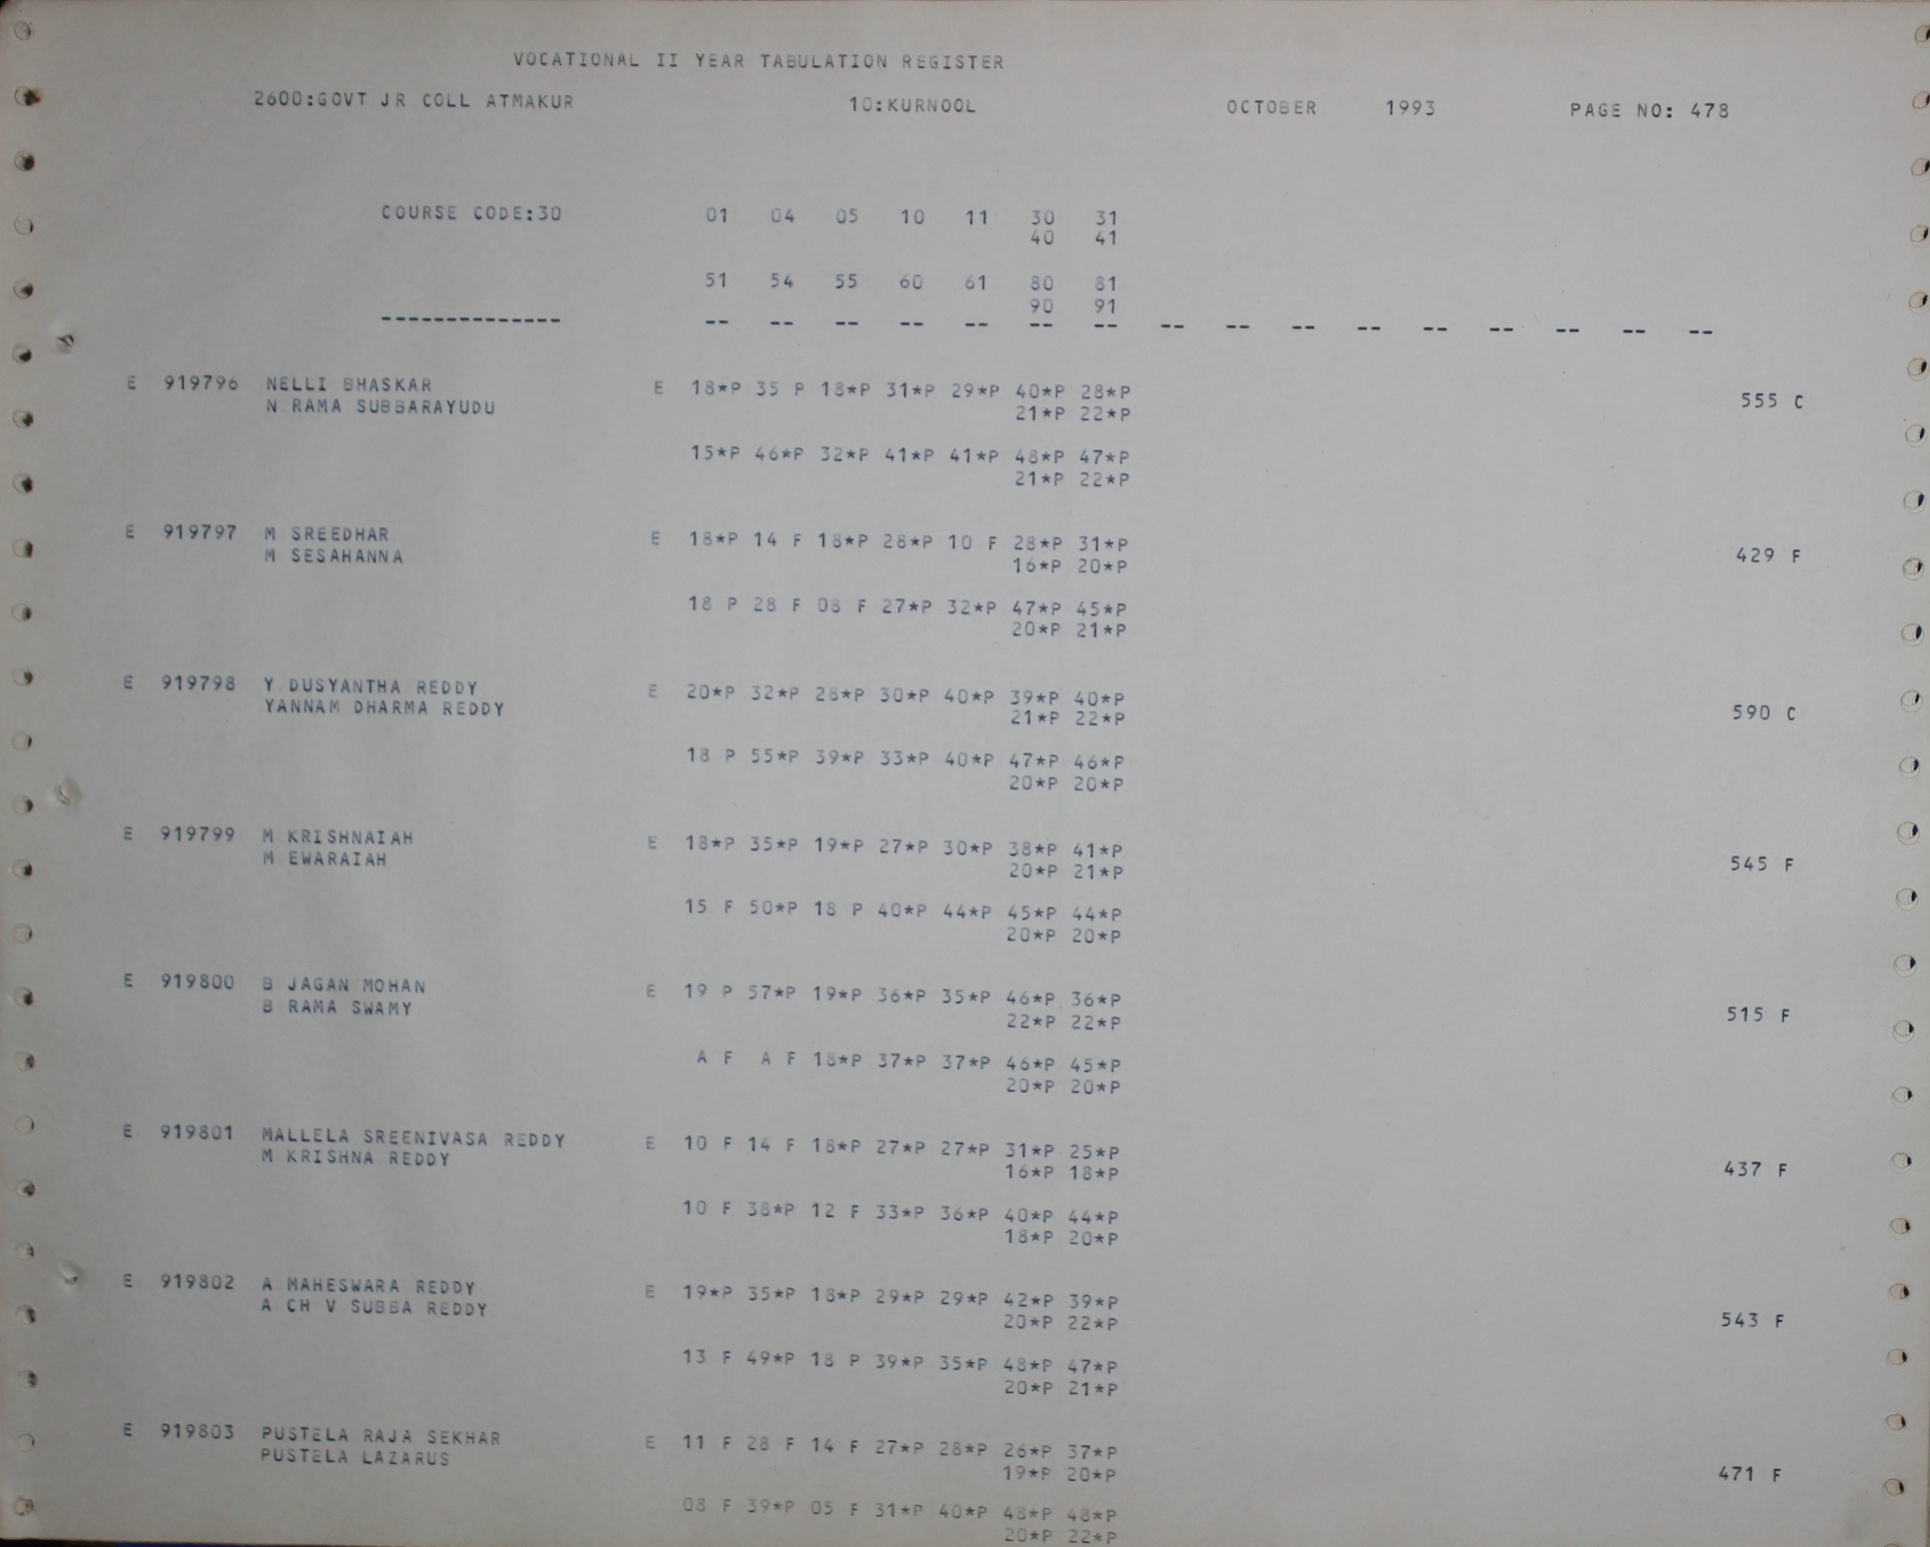 VOCATIONAL II YEAR TABULATION REGISTER
2600:GOVT JR COLL ATMAKUR 10:KURNOOL OCTOBER 1993 PAGE NO: 478
COURSE CODE:30 01 04 05 10 11 30 31
40 41
51 54 55 60 61 80 81
90 91
-------------- -- -- -- -- -- -- -- -- -- -- -- -- -- -- -- --
E 919796 NELLI BHASKAR E 18*P 35 P 18*P 31*P 29*P 40*P 28*P
N RAMA SUBBARAYUDU 21*P 22*P 555 C
15*P 46*P 32*P 41*P 41*P 48*P 47*P
21*P 22*P
E 919797 M SREEDHAR E 18*P 14 F 18*P 28*P 10 F 28*P 31*P
M SESAHANNA 16*P 20*P 429 F
18 P 28 F 08 F 27*P 32*P 47*P 45*P
20*P 21*P
E 919798 Y DUSYANTHA REDDY E 20*P 32*P 28*P 30*P 40*P 39*P 40*P
YANNAM DHARMA REDDY 21*P 22*P 590 C
18 P 55*P 39*P 33*P 40*P 47*P 46*P
20*P 20*P
E 919799 M KRISHNAIAH E 18*P 35*P 19*P 27*P 30*P 38*P 41*P
M EWARAIAH 20*P 21*P 545 F
15 F 50*P 18 P 40*P 44*P 45*P 44*P
20*P 20*P
E 919800 B JAGAN MOHAN E 19 P 57*P 19*P 36*P 35*P 46*P 36*P
B RAMA SWAMY 22*P 22*P 515 F
A F A F 18*P 37*P 37*P 46*P 45*P
20*P 20*P
E 919801 MALLELA SREENIVASA REDDY E 10 F 14 F 18*P 27*P 27*P 31*P 25*P
M KRISHNA REDDY 16*P 18*P 437 F
10 F 38*P 12 F 33*P 36*P 40*P 44*P
18*P 20*P
E 919802 A MAHESWARA REDDY E 19*P 35*P 18*P 29*P 29*P 42*P 39*P
A CH V SUBBA REDDY 20*P 22*P 543 F
13 F 49*P 18 P 39*P 35*P 48*P 47*P
20*P 21*P
E 919803 PUSTELA RAJA SEKHAR E 11 F 28 F 14 F 27*P 28*P 26*P 37*P
PUSTELA LAZARUS 19*P 20*P 471 F
08 F 39*P 05 F 31*P 40*P 48*P 48*P
20*P 22*P